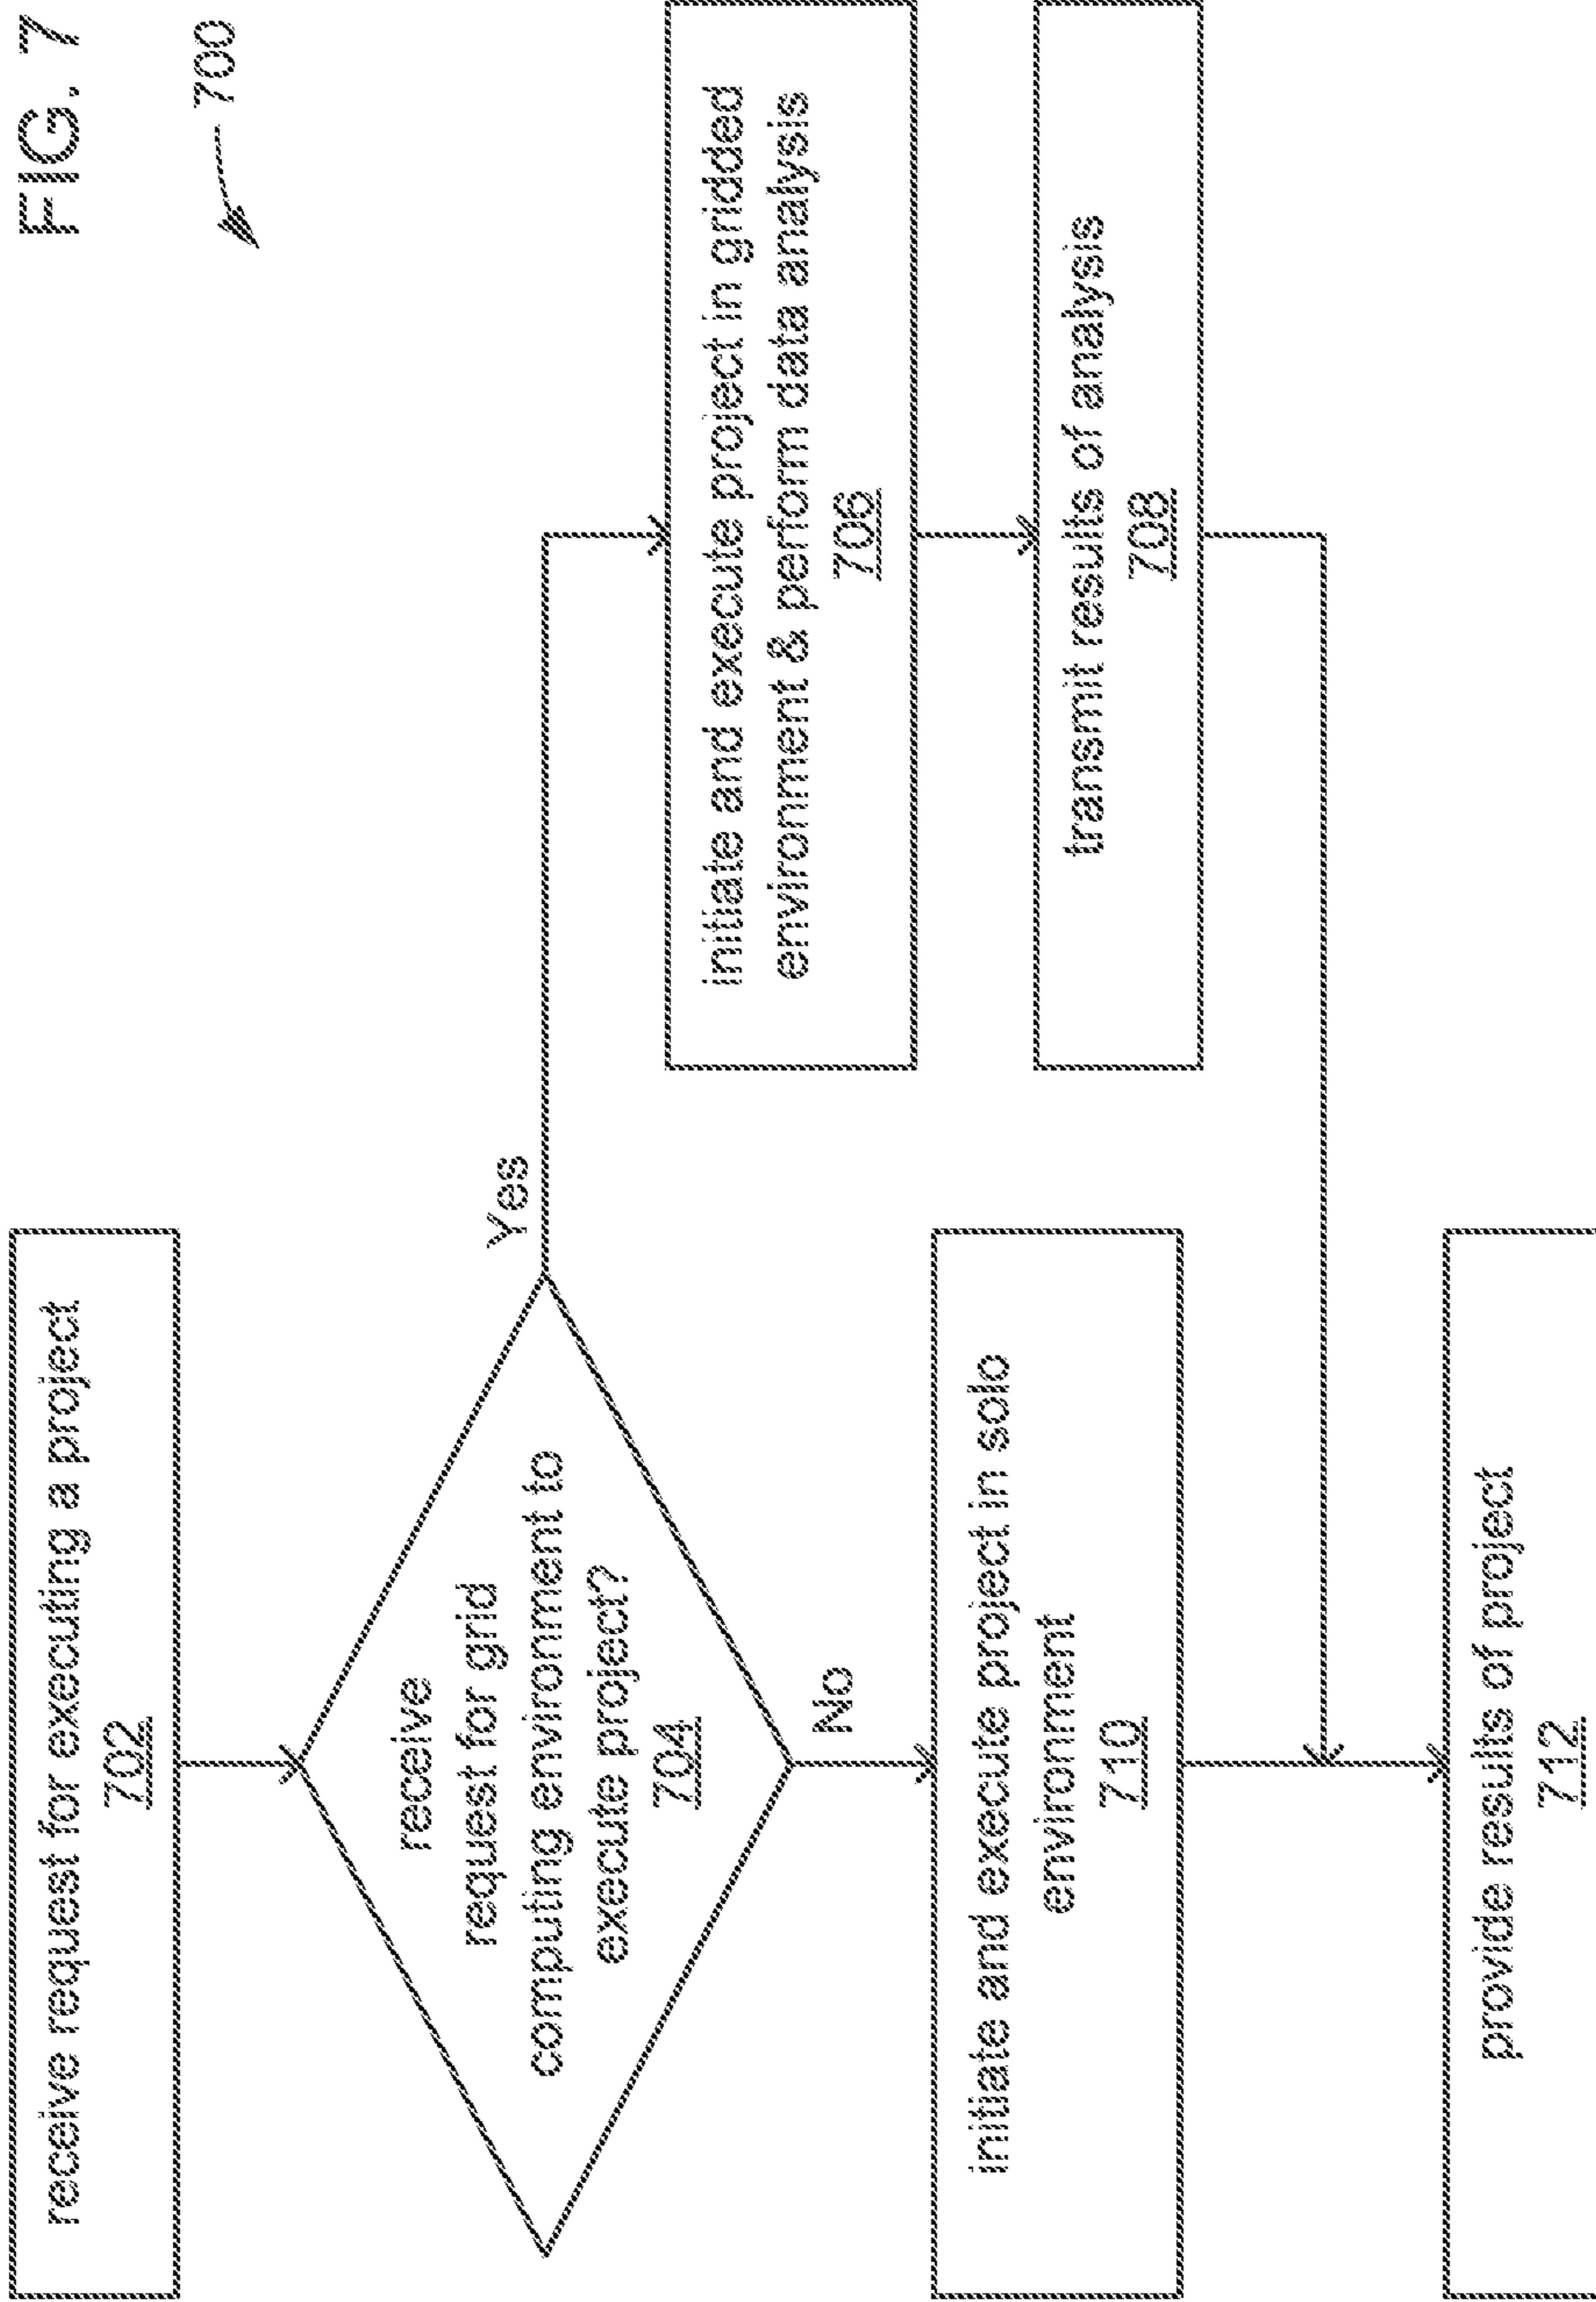 FIG. 7
700
receive request for executing a project
702
receive
request for grid
computing environment to
execute project?
704
Yes
No
initiate and execute project in gridded
environment & perform data analysis
706
transmit results of analysis
708
initiate and execute project in solo
environment
710
provide results of project
712